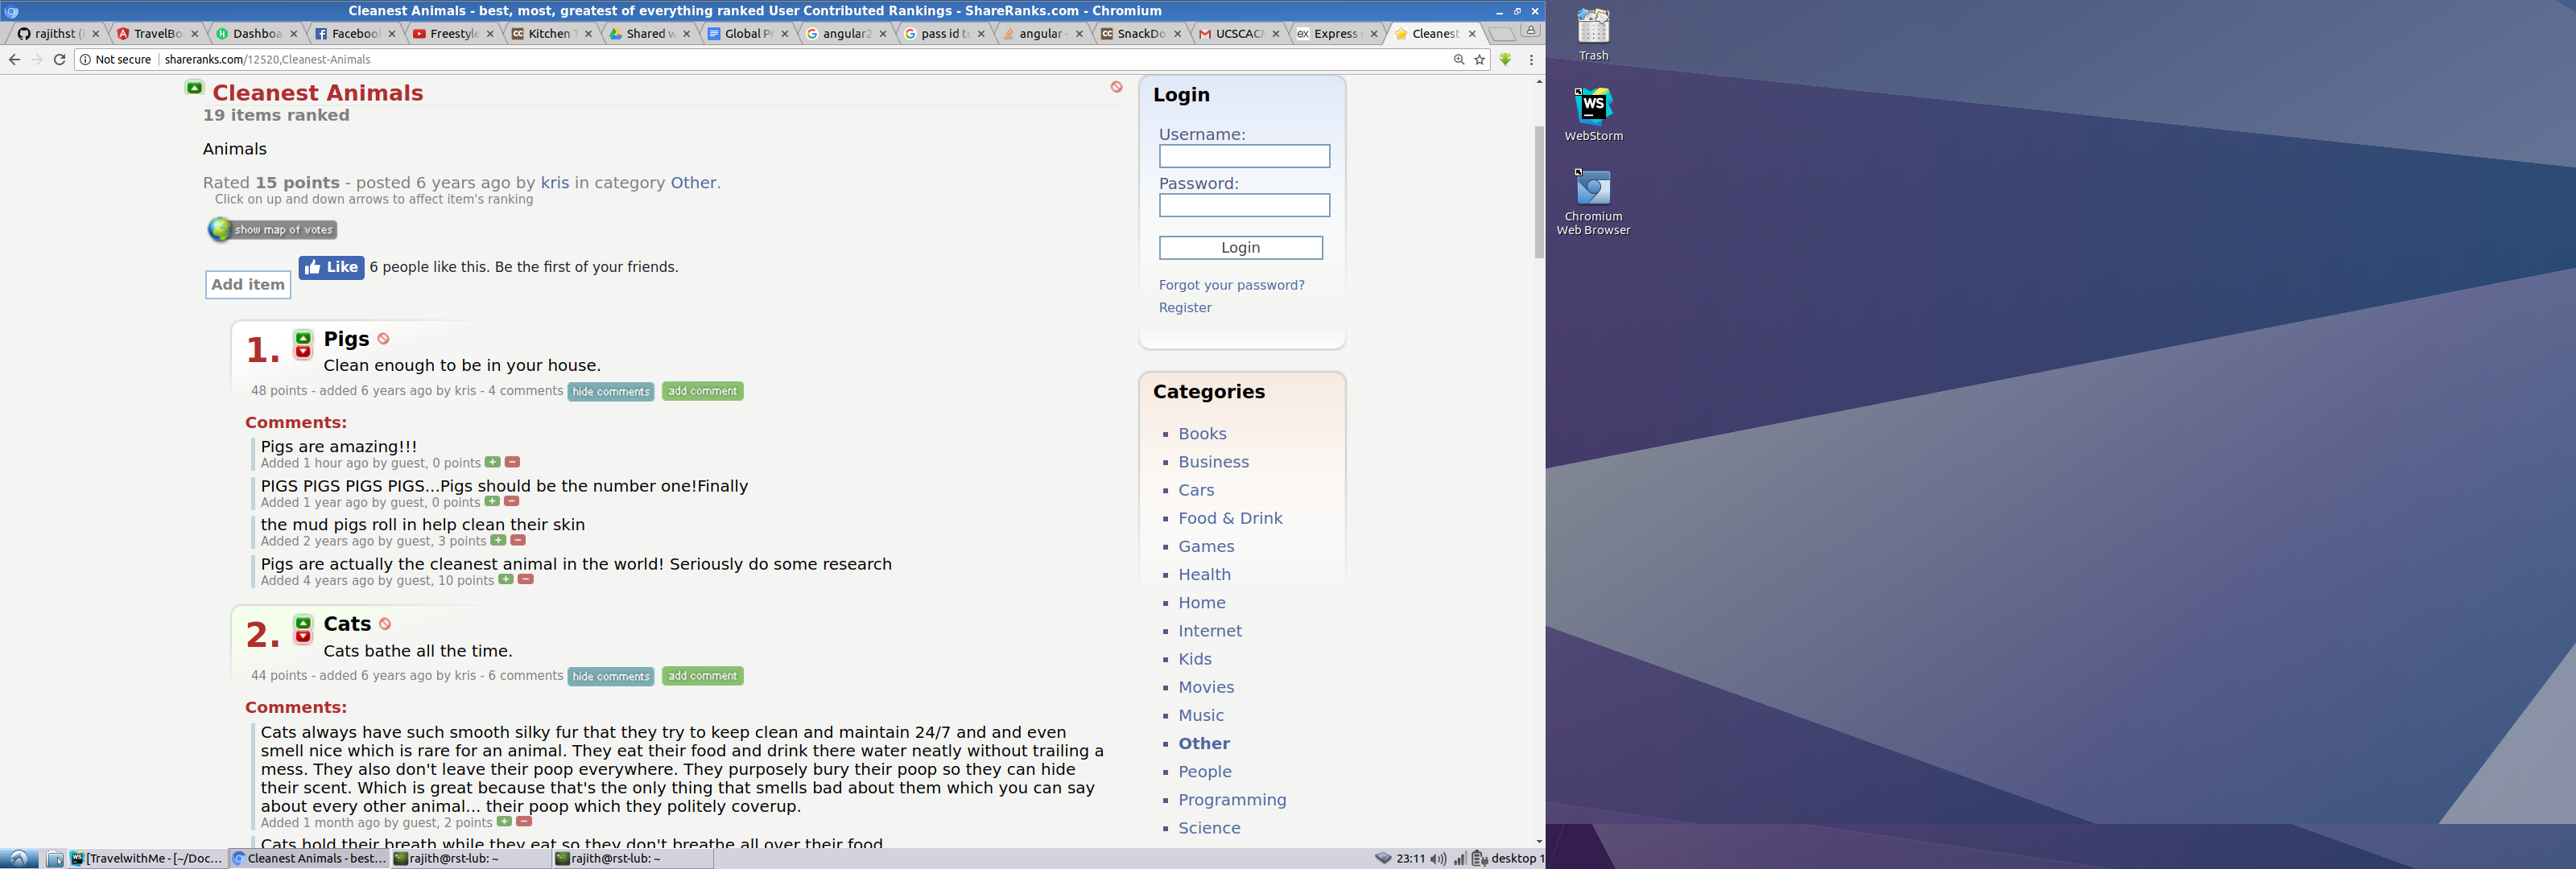 Cleanest Animals - best, most, greatest of everything ranked User Contributed Rankings - ShareRanks.com - Chromium
rajithst (
TravelBo
Dashboa
Facebook
Freestyle
Kitchen T
Shared w
Global Pr
angular2
pass id to
angular -
SnackDo
UCSCAC
Express
Cleanest
Not secure
shareranks.com/12520,Cleanest-Animals
Cleanest Animals
19 items ranked
Animals
Rated 15 points - posted 6 years ago by kris in category Other.
Click on up and down arrows to affect item's ranking
show map of votes
Like 6 people like this. Be the first of your friends.
Add item
1. Pigs
Clean enough to be in your house.
48 points - added 6 years ago by kris - 4 comments hide comments add comment
Comments:
Pigs are amazing!!!
Added 1 hour ago by guest, 0 points + −
PIGS PIGS PIGS PIGS...Pigs should be the number one!Finally
Added 1 year ago by guest, 0 points + −
the mud pigs roll in help clean their skin
Added 2 years ago by guest, 3 points + −
Pigs are actually the cleanest animal in the world! Seriously do some research
Added 4 years ago by guest, 10 points + −
2. Cats
Cats bathe all the time.
44 points - added 6 years ago by kris - 6 comments hide comments add comment
Comments:
Cats always have such smooth silky fur that they try to keep clean and maintain 24/7 and and even
smell nice which is rare for an animal. They eat their food and drink there water neatly without trailing a
mess. They also don't leave their poop everywhere. They purposely bury their poop so they can hide
their scent. Which is great because that's the only thing that smells bad about them which you can say
about every other animal... their poop which they politely coverup.
Added 1 month ago by guest, 2 points + −
Cats hold their breath while they eat so they don't breathe all over their food
Login
Username:
Password:
Login
Forgot your password?
Register
Categories
Books
Business
Cars
Food & Drink
Games
Health
Home
Internet
Kids
Movies
Music
Other
People
Programming
Science
Trash
WS
WebStorm
Chromium
Web Browser
[TravelwithMe - [~/Doc...
Cleanest Animals - best...
rajith@rst-lub: ~
rajith@rst-lub: ~
23:11
desktop 1